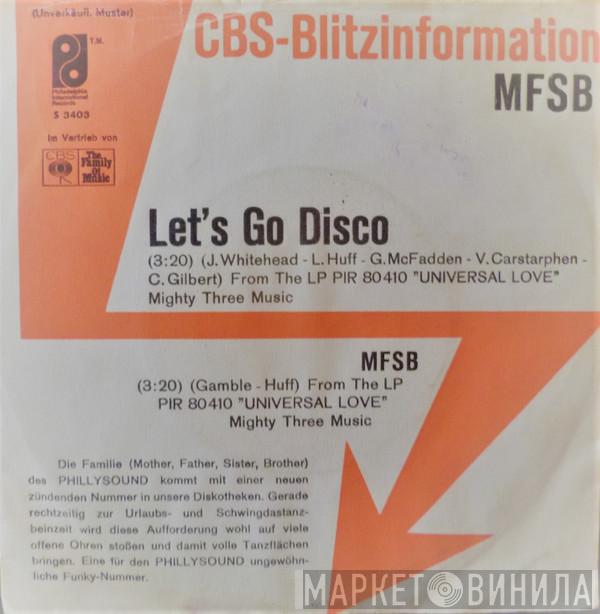 (Unverkäufl. Muster)
CBS-Blitzinformation
T.M.
MFSB
Philadelphia
International
Records
S 3403
Im Vertrieb von
CBS
The
Family
of
Music
Let's Go Disco
(3:20) (J. Whitehead - L. Huff - G. McFadden - V. Carstarphen -
C. Gilbert) From The LP PIR 80410 "UNIVERSAL LOVE"
Mighty Three Music
MFSB
(3:20) (Gamble - Huff) From The LP
PIR 80410 "UNIVERSAL LOVE"
Mighty Three Music
Die Familie (Mother, Father, Sister, Brother)
des PHILLYSOUND kommt mit einer neuen
zündenden Nummer in unsere Diskotheken. Gerade
rechtzeitig zur Urlaubs- und Schwingdastanz-
beinzeit wird diese Aufforderung wohl auf viele
offene Ohren stoßen und damit volle Tanzflächen
bringen. Eine für den PHILLYSOUND ungewöhn-
liche Funky-Nummer.
МАРКЕТ ВИНИЛА